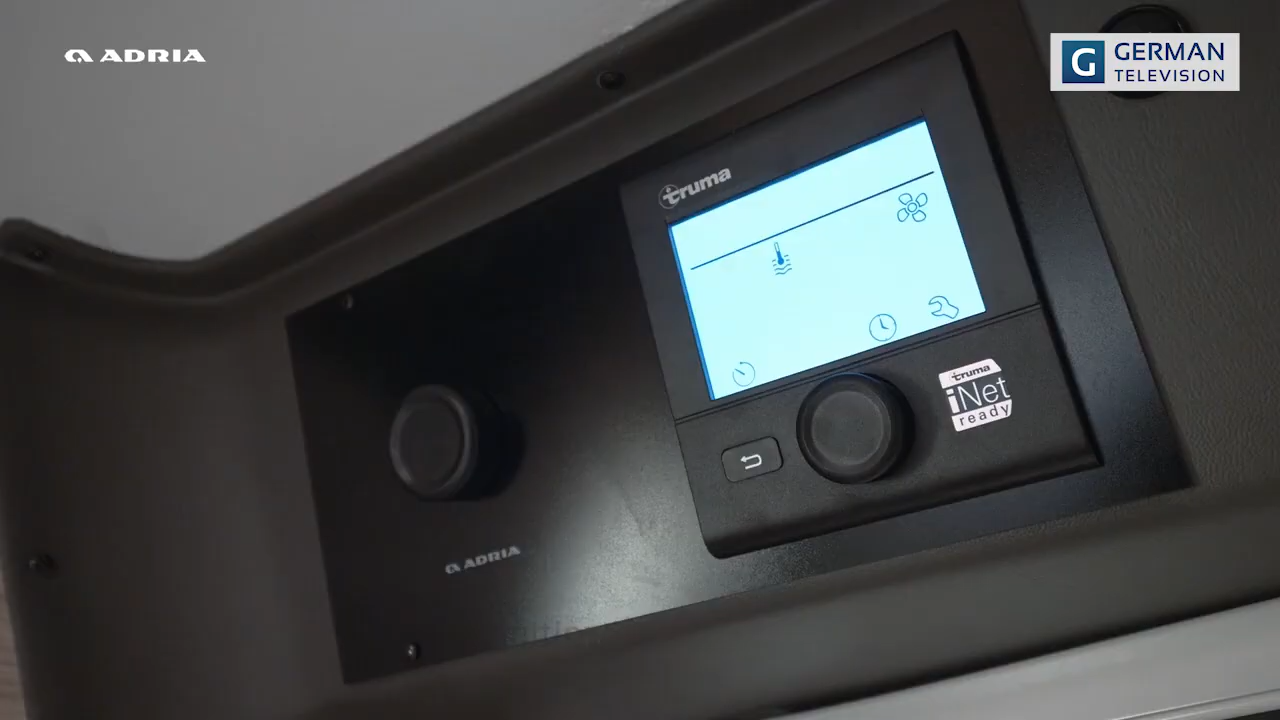 ADRIA
G GERMAN
TELEVISION
truma
truma
iNet
ready
ADRIA